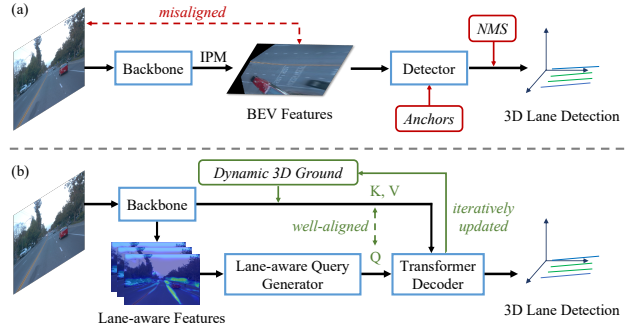 (a)
misaligned
NMS
Backbone
IPM
Detector
BEV Features
Anchors
3D Lane Detection
(b)
Dynamic 3D Ground
K, V
Backbone
well-aligned
iteratively
updated
Q
Lane-aware Query
Generator
Transformer
Decoder
Lane-aware Features
3D Lane Detection